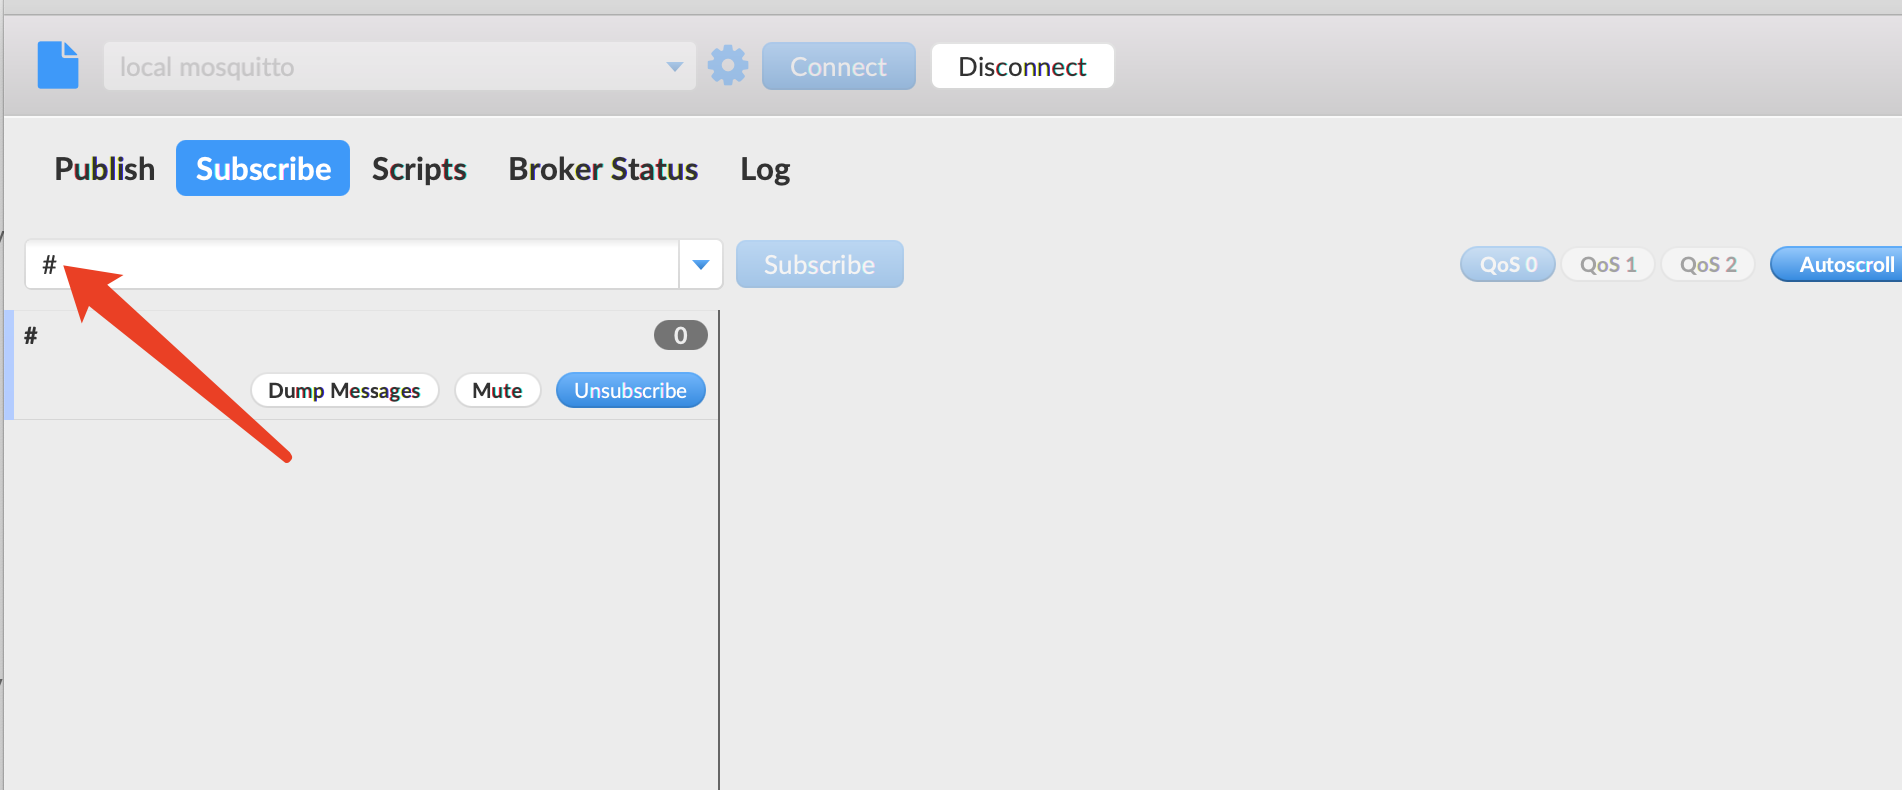 local mosquitto Connect Disconnect
Publish Subscribe Scripts Broker Status Log
# Subscribe QoS 0 QoS 1 QoS 2 Autoscroll
# 0
Dump Messages Mute Unsubscribe